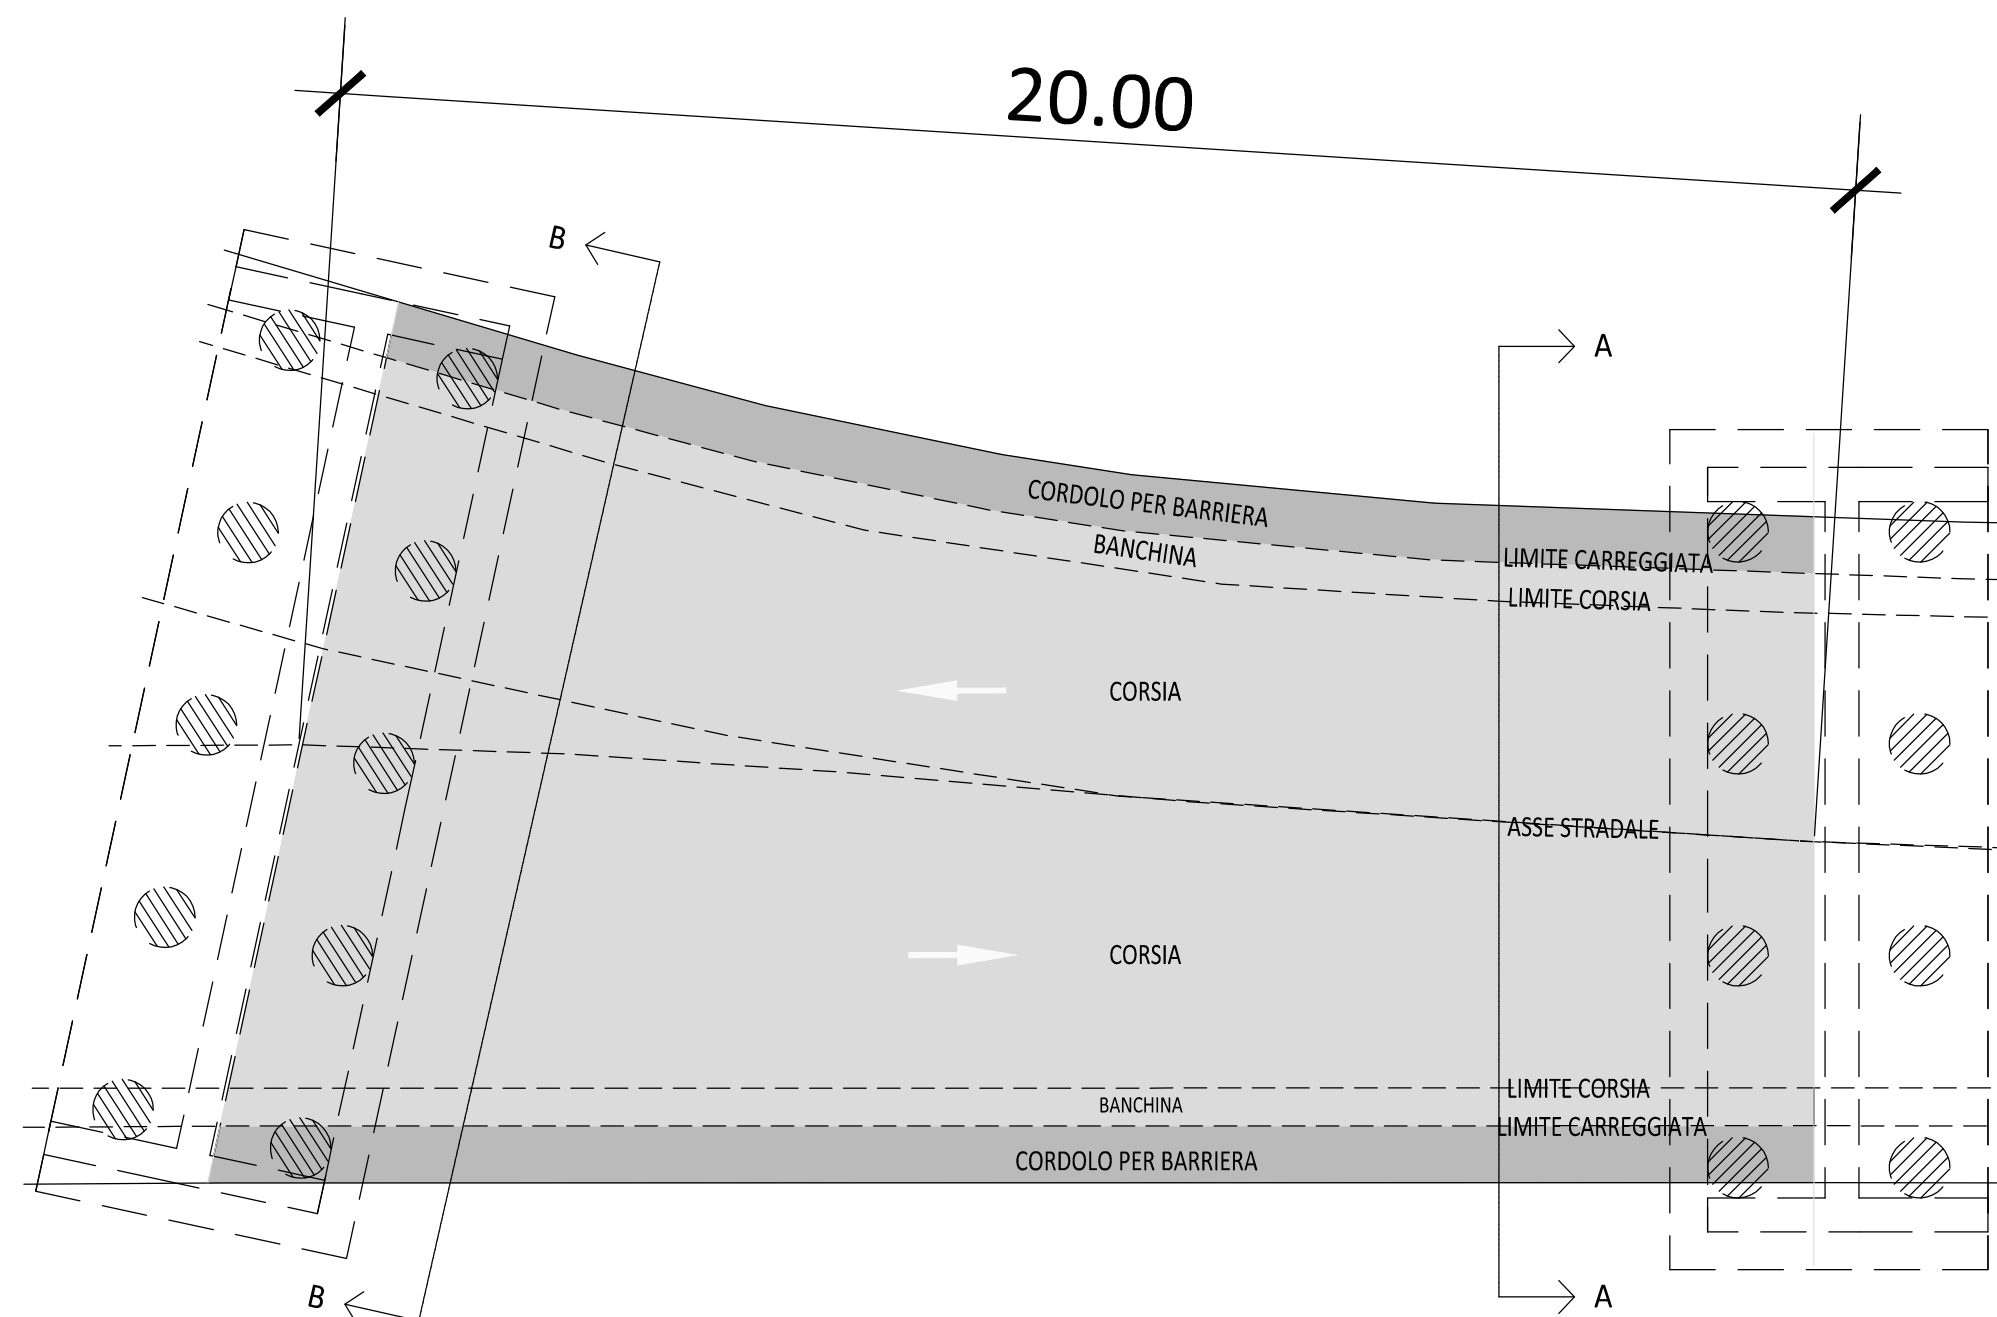 20.00
B
A
CORDOLO PER BARRIERA
BANCHINA
LIMITE CARREGGIATA
LIMITE CORSIA
CORSIA
ASSE STRADALE
CORSIA
LIMITE CORSIA
BANCHINA
LIMITE CARREGGIATA
CORDOLO PER BARRIERA
B
A